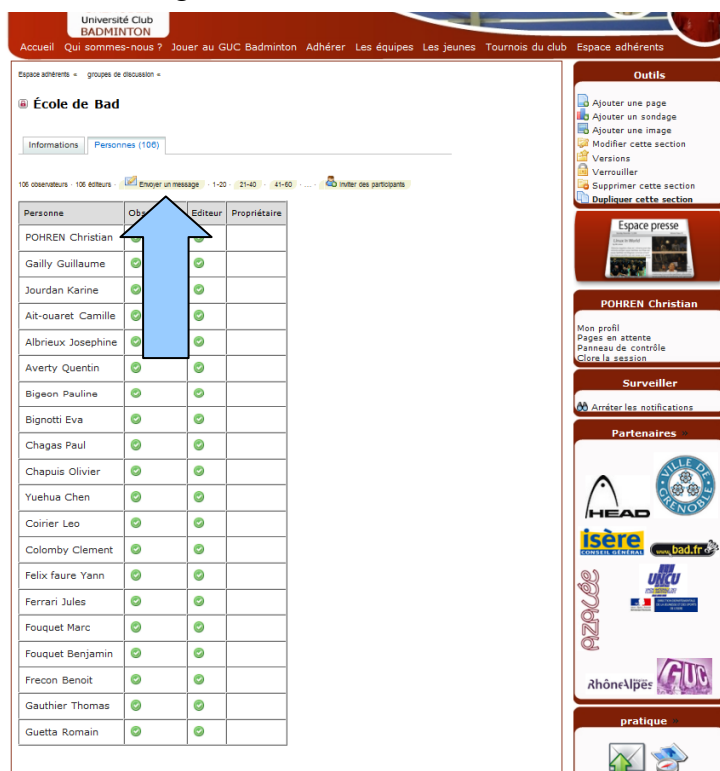 Université Club
BADMINTON
Accueil Qui sommes-nous ? Jouer au GUC Badminton Adhérer Les équipes Les jeunes Tournois du club Espace adhérents
Espace adhérents « groupes de discussion «
École de Bad
Informations Personnes (106)
106 observateurs · 106 éditeurs · Envoyer un message · 1-20 · 21-40 · 41-60 · ... · Inviter des participants
Personne Obs Editeur Propriétaire
POHREN Christian
Gailly Guillaume
Jourdan Karine
Ait-ouaret Camille
Albrieux Josephine
Averty Quentin
Bigeon Pauline
Bignotti Eva
Chagas Paul
Chapuis Olivier
Yuehua Chen
Coirier Leo
Colomby Clement
Felix faure Yann
Ferrari Jules
Fouquet Marc
Fouquet Benjamin
Frecon Benoit
Gauthier Thomas
Guetta Romain
Outils
Ajouter une page
Ajouter un sondage
Ajouter une image
Modifier cette section
Versions
Verrouiller
Supprimer cette section
Dupliquer cette section
Espace presse
POHREN Christian
Mon profil
Pages en attente
Panneau de contrôle
Clore la session
Surveiller
Arrêter les notifications
Partenaires »
HEAD
VILLE DE GRENOBLE
isère
CONSEIL GÉNÉRAL
www.bad.fr
UNCU
AZALÉE
RhôneAlpes
GUC
pratique »